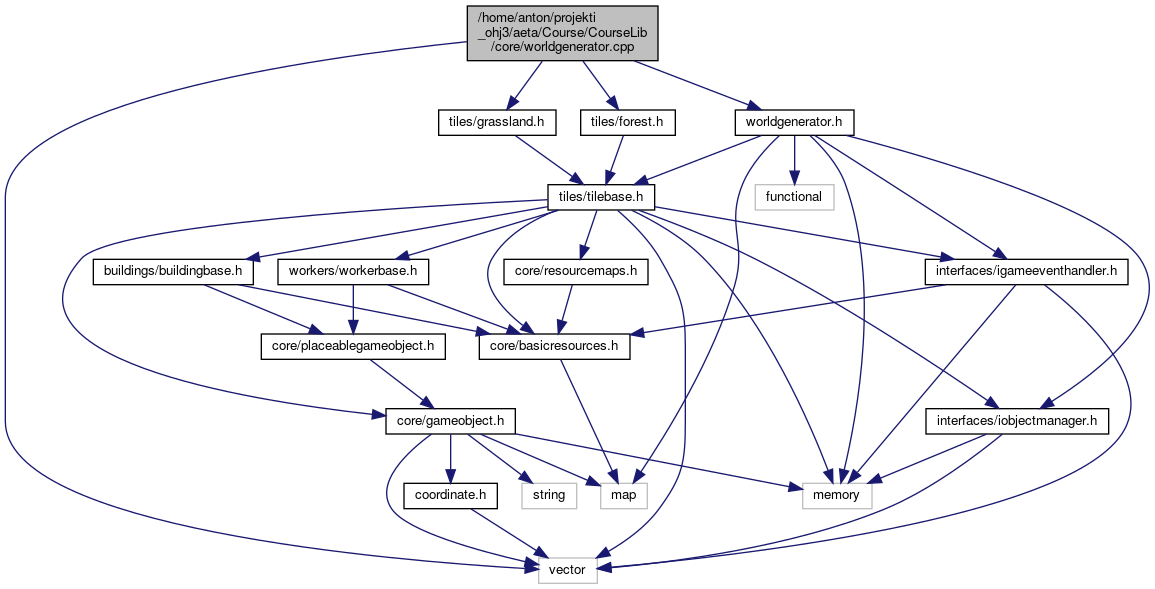 /home/anton/projekti
_ohj3/aeta/Course/CourseLib
/core/worldgenerator.cpp
tiles/grassland.h
tiles/forest.h
worldgenerator.h
tiles/tilebase.h
functional
buildings/buildingbase.h
workers/workerbase.h
core/resourcemaps.h
interfaces/igameeventhandler.h
core/placeablegameobject.h
core/basicresources.h
core/gameobject.h
interfaces/iobjectmanager.h
coordinate.h
string
map
memory
vector